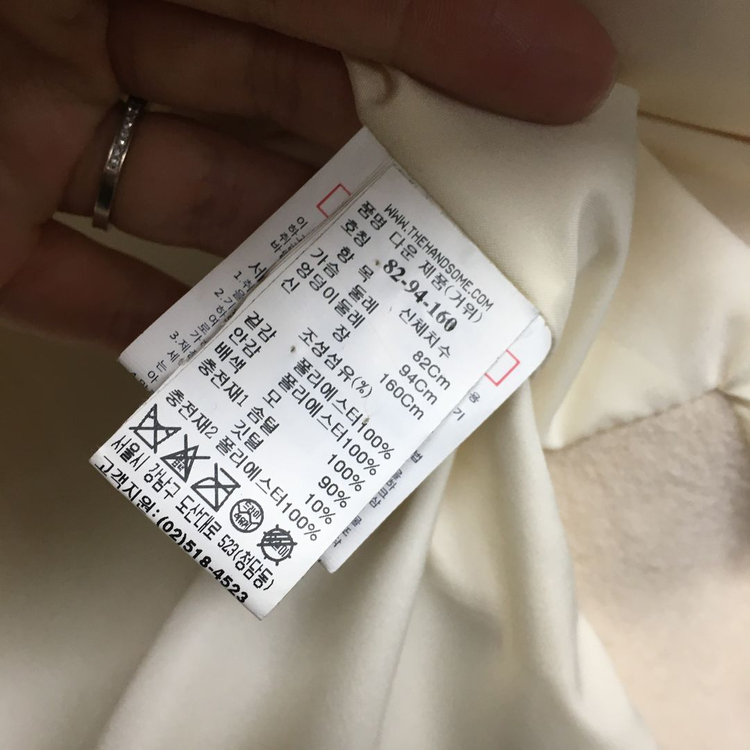 WWW.THEHANDSOME.COM
품명 다운 제품(거위)
호칭 82-94-160
항 목 신체치수
가슴 둘레 82Cm
엉덩이둘레 94Cm
신 장 160Cm
조성섬유(%)
겉감 폴리에스터100%
안감 폴리에스터100%
배색 모 100%
충전재1 솜털 90%
깃털 10%
충전재2 폴리에스터100%
드라이
서울시 강남구 도산대로 523(청담동)
고객지원:(02)518-4523